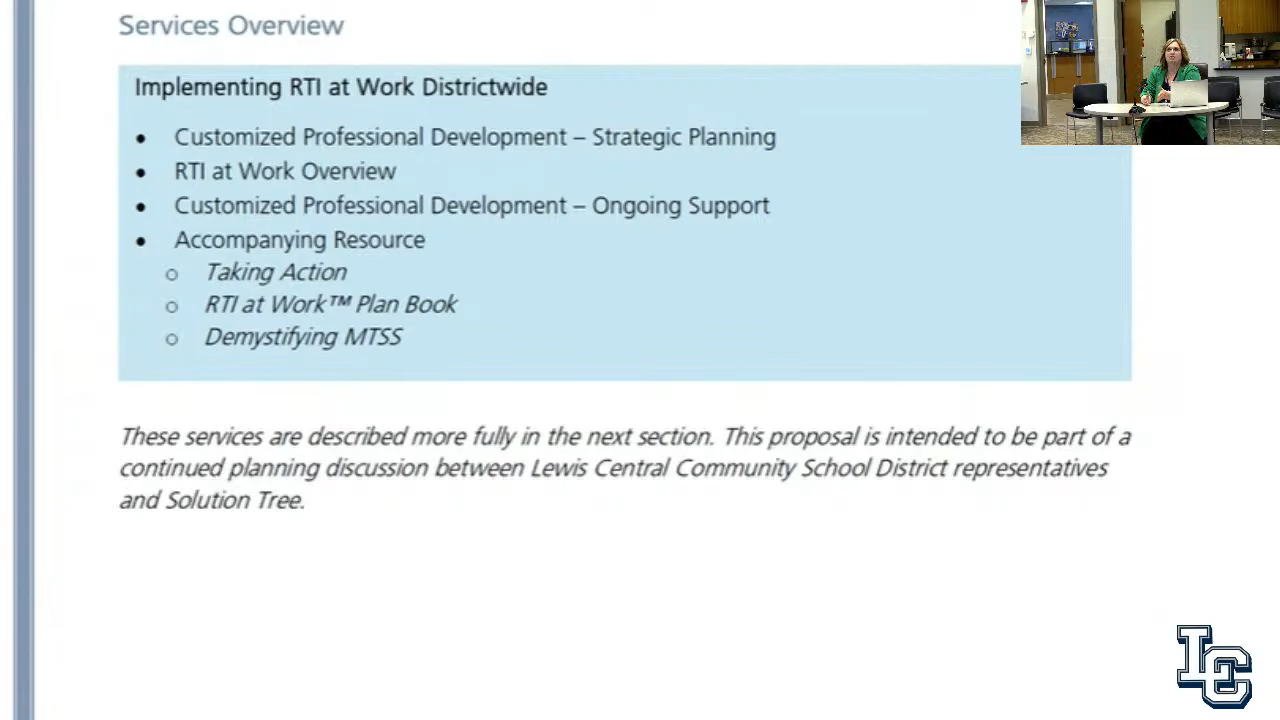 Services Overview
Implementing RTI at Work Districtwide
• Customized Professional Development – Strategic Planning
• RTI at Work Overview
• Customized Professional Development – Ongoing Support
• Accompanying Resource
o Taking Action
o RTI at Work™ Plan Book
o Demystifying MTSS
These services are described more fully in the next section. This proposal is intended to be part of a
continued planning discussion between Lewis Central Community School District representatives
and Solution Tree.
LC